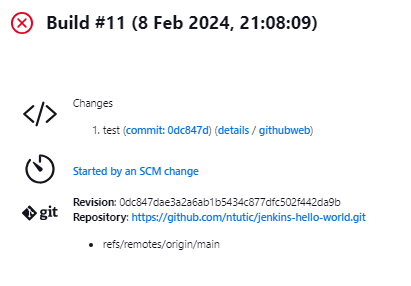 Build #11 (8 Feb 2024, 21:08:09)
Changes
1. test (commit: 0dc847d) (details / githubweb)
Started by an SCM change
git
Revision: 0dc847dae3a2a6ab1b5434c877dfc502f442da9b
Repository: https://github.com/ntutic/jenkins-hello-world.git
refs/remotes/origin/main